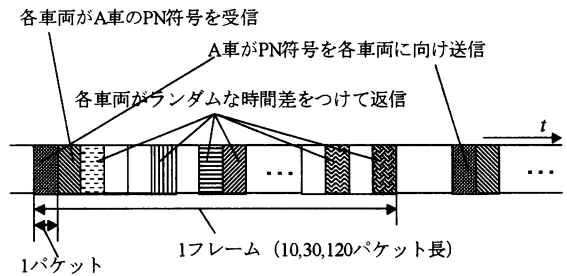 各車両がA車のPN符号を受信
A車がPN符号を各車両に向け送信
各車両がランダムな時間差をつけて返信
t
...
...
1フレーム（10,30,120パケット長）
1パケット